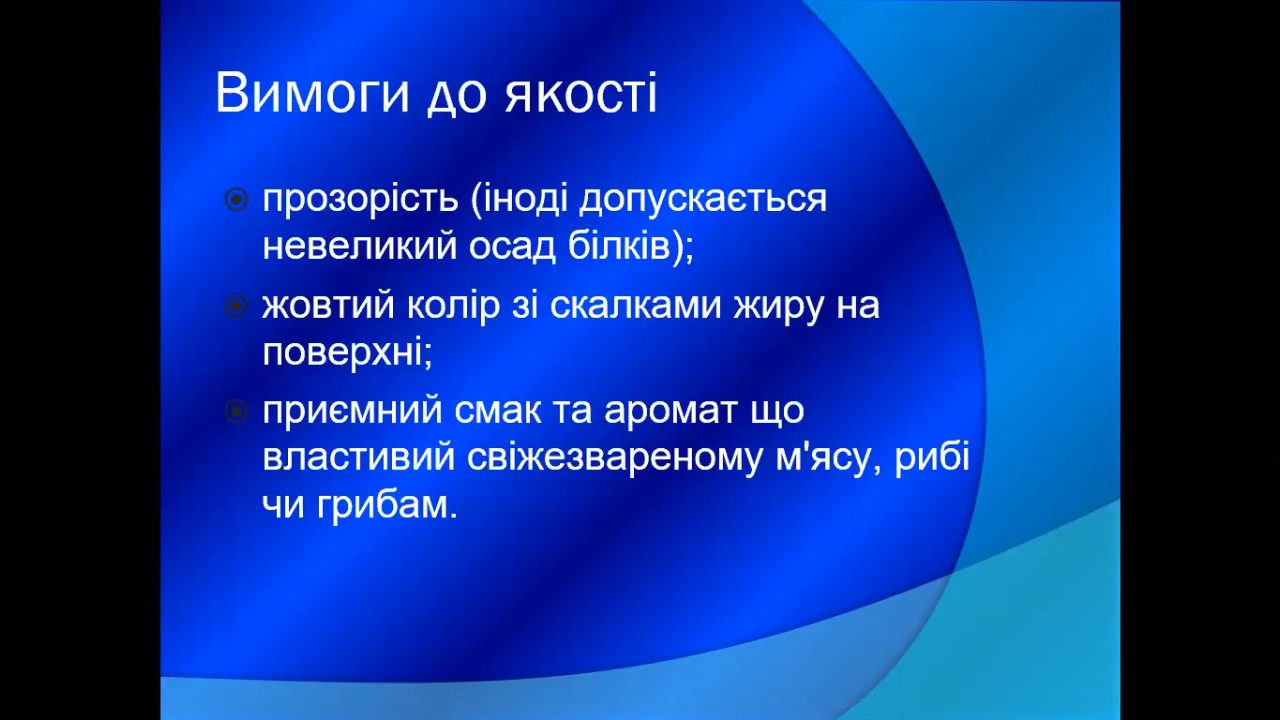 Вимоги до якості
прозорість (іноді допускається
невеликий осад білків);
жовтий колір зі скалками жиру на
поверхні;
приємний смак та аромат що
властивий свіжезвареному м'ясу, рибі
чи грибам.